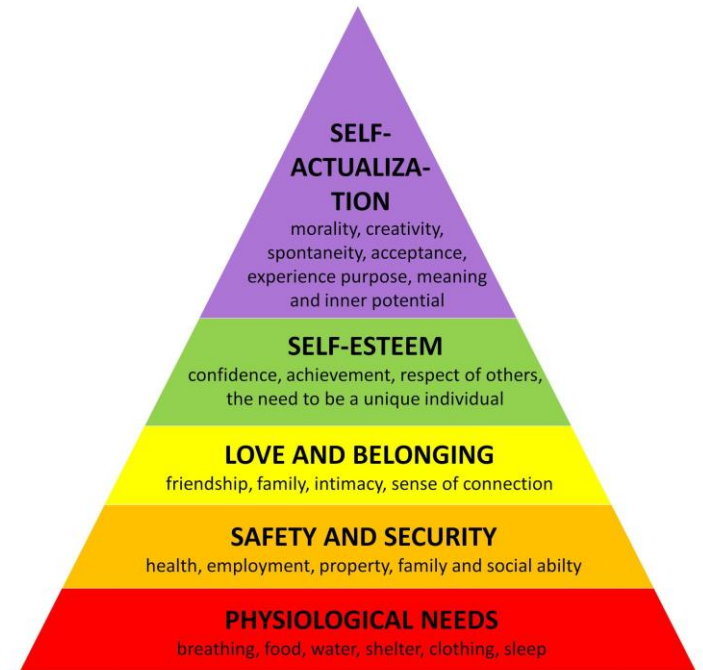 SELF-
ACTUALIZA-
TION
morality, creativity,
spontaneity, acceptance,
experience purpose, meaning
and inner potential
SELF-ESTEEM
confidence, achievement, respect of others,
the need to be a unique individual
LOVE AND BELONGING
friendship, family, intimacy, sense of connection
SAFETY AND SECURITY
health, employment, property, family and social abilty
PHYSIOLOGICAL NEEDS
breathing, food, water, shelter, clothing, sleep